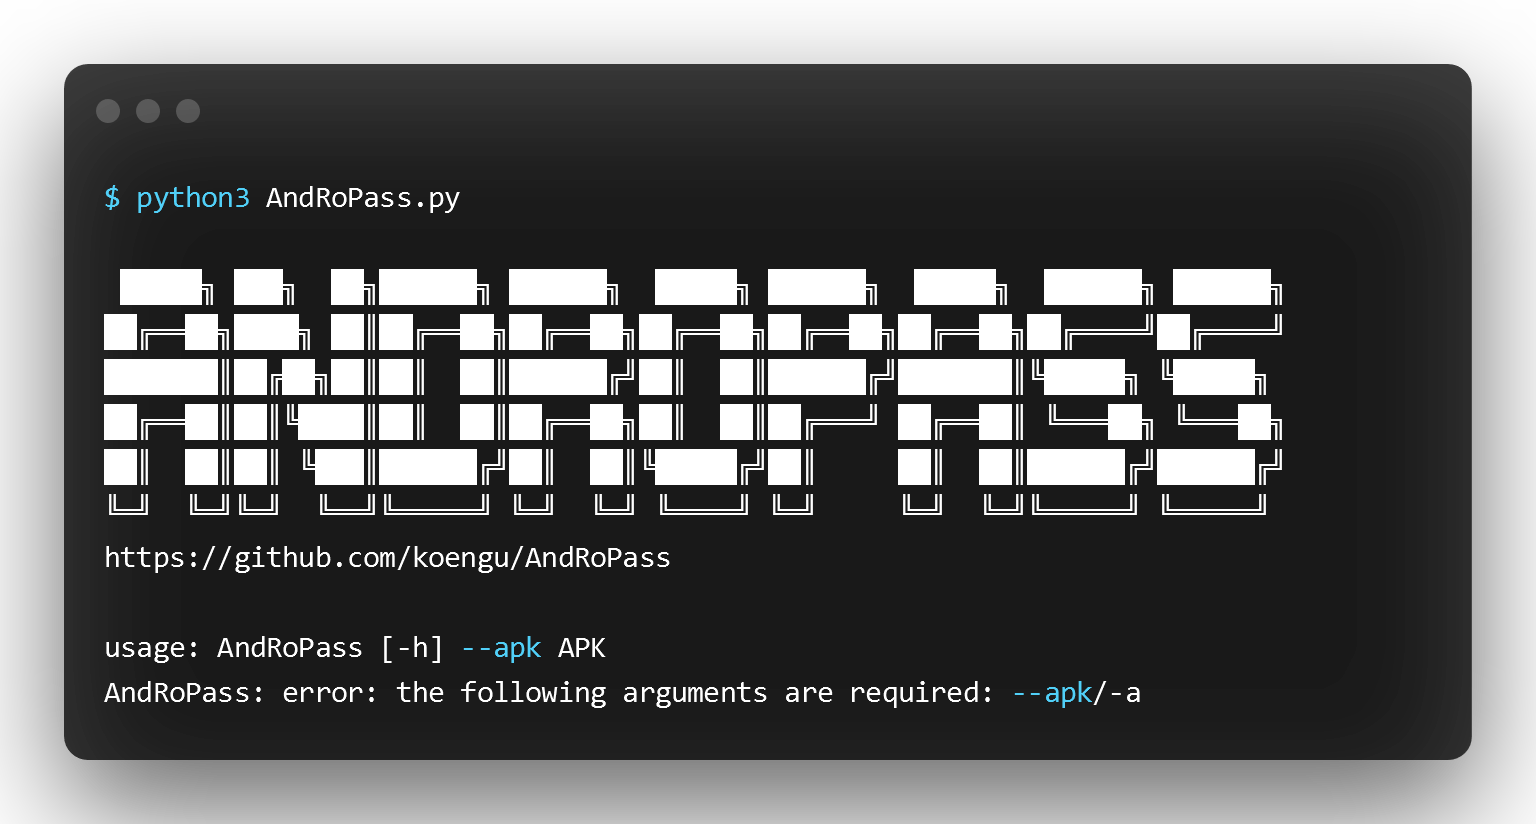 $ python3 AndRoPass.py
ANDROPASS
https://github.com/koengu/AndRoPass
usage: AndRoPass [-h] --apk APK
AndRoPass: error: the following arguments are required: --apk/-a